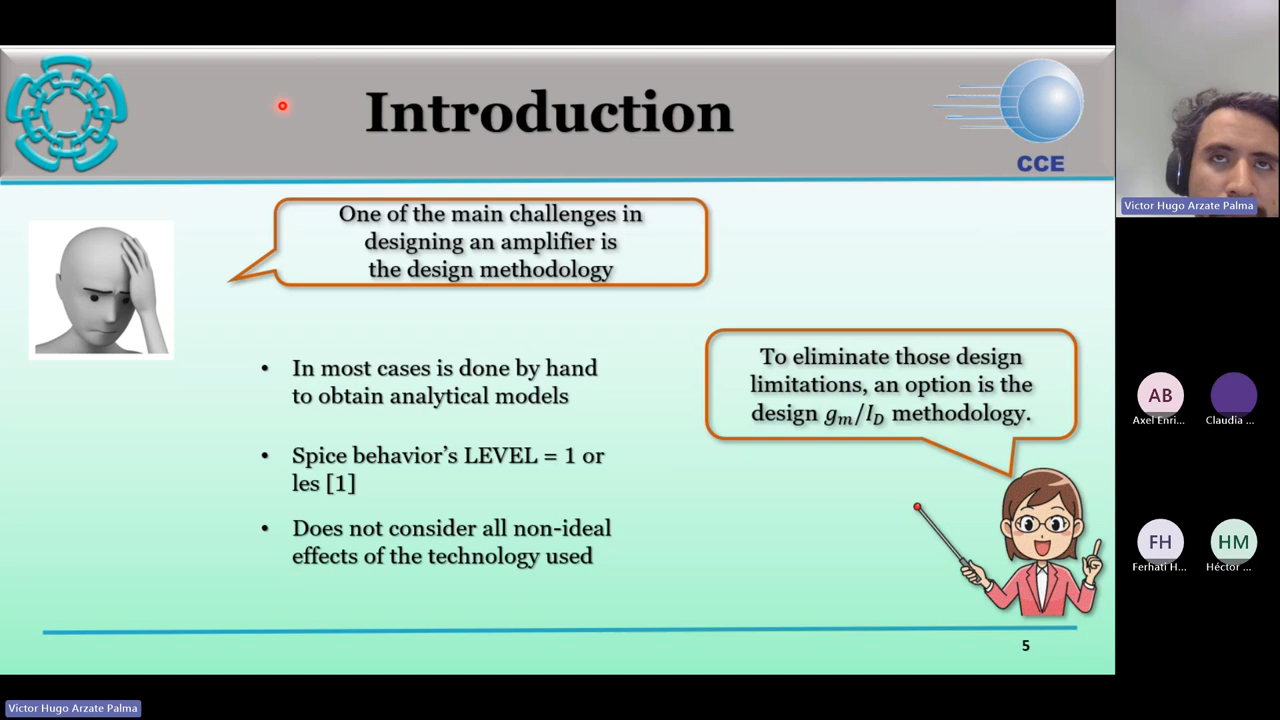 Introduction
CCE
One of the main challenges in
designing an amplifier is
the design methodology
• In most cases is done by hand
to obtain analytical models
• Spice behavior's LEVEL = 1 or
les [1]
• Does not consider all non-ideal
effects of the technology used
To eliminate those design
limitations, an option is the
design gm/ID methodology.
5
Victor Hugo Arzate Palma
AB
Axel Enri...
Claudia ...
FH
Ferhati H...
HM
Héctor ...
Victor Hugo Arzate Palma